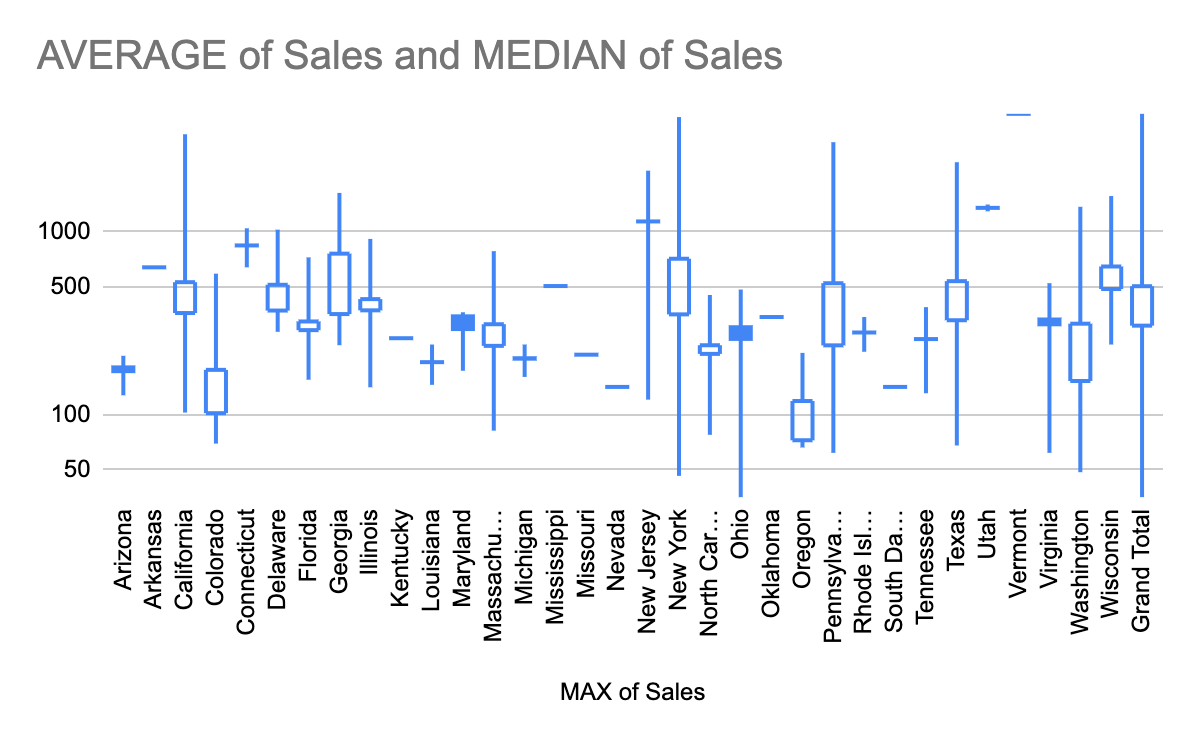 AVERAGE of Sales and MEDIAN of Sales
1000
500
100
50
Arizona
Arkansas
California
Colorado
Connecticut
Delaware
Florida
Georgia
Illinois
Kentucky
Louisiana
Maryland
Massachu…
Michigan
Mississippi
Missouri
Nevada
New Jersey
New York
North Car…
Ohio
Oklahoma
Oregon
Pennsylva…
Rhode Isl…
South Da…
Tennessee
Texas
Utah
Vermont
Virginia
Washington
Wisconsin
Grand Total
MAX of Sales